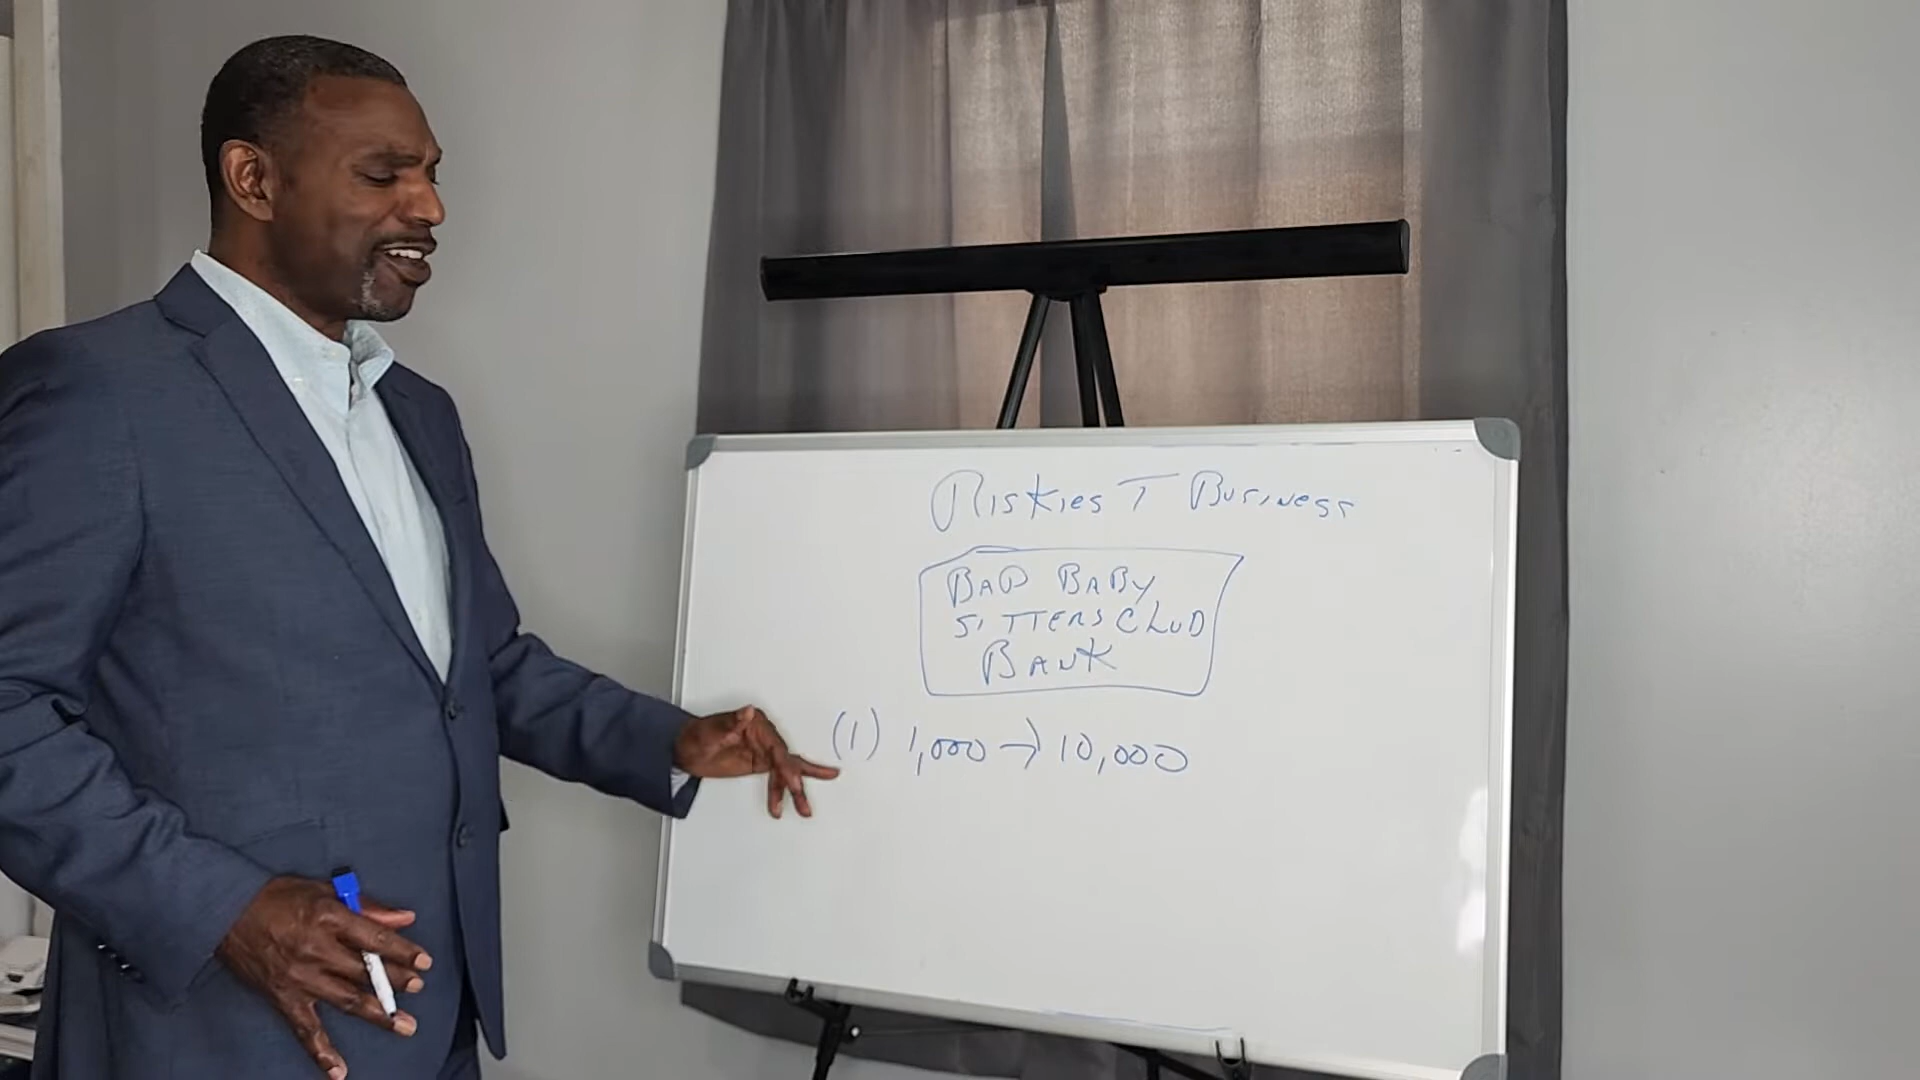 RiskiesT Business
BAD BABY
SITTERS CLUB
BANK
(1) 1,000 → 10,000